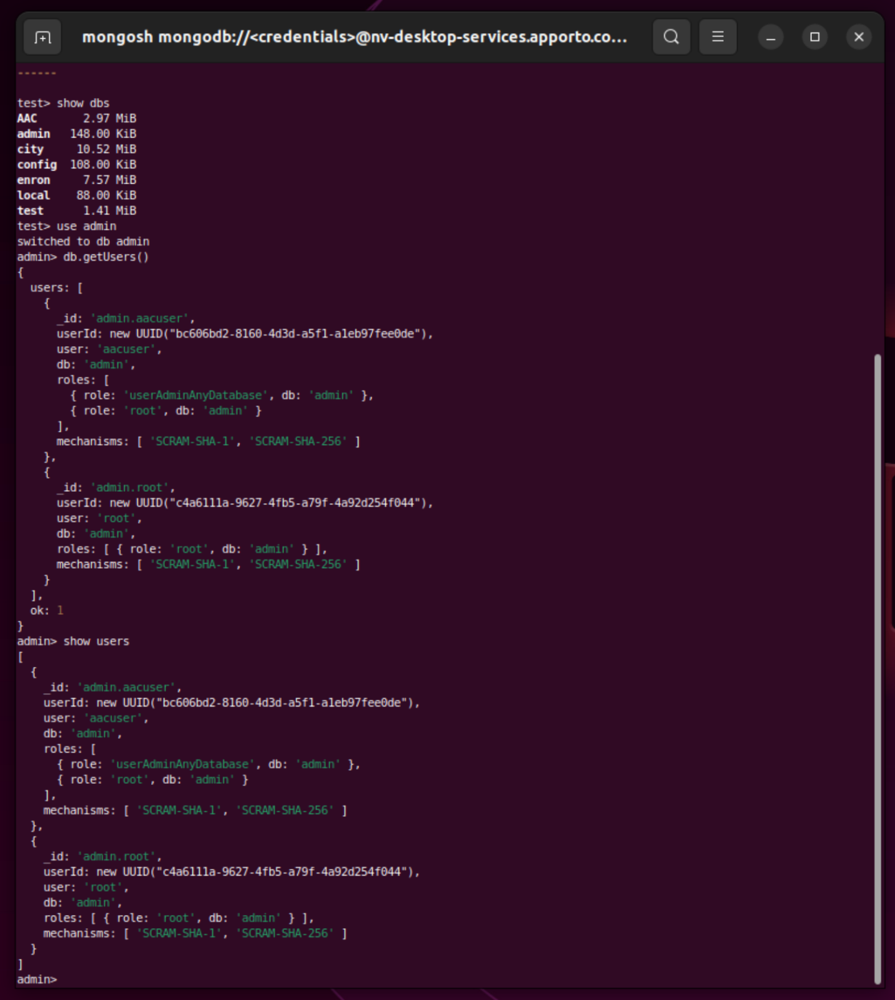 mongosh mongodb://<credentials>@nv-desktop-services.apporto.co...
------
test> show dbs
AAC       2.97 MiB
admin   148.00 KiB
city     10.52 MiB
config  108.00 KiB
enron     7.57 MiB
local    88.00 KiB
test      1.41 MiB
test> use admin
switched to db admin
admin> db.getUsers()
{
  users: [
    {
      _id: 'admin.aacuser',
      userId: new UUID("bc606bd2-8160-4d3d-a5f1-a1eb97fee0de"),
      user: 'aacuser',
      db: 'admin',
      roles: [
        { role: 'userAdminAnyDatabase', db: 'admin' },
        { role: 'root', db: 'admin' }
      ],
      mechanisms: [ 'SCRAM-SHA-1', 'SCRAM-SHA-256' ]
    },
    {
      _id: 'admin.root',
      userId: new UUID("c4a6111a-9627-4fb5-a79f-4a92d254f044"),
      user: 'root',
      db: 'admin',
      roles: [ { role: 'root', db: 'admin' } ],
      mechanisms: [ 'SCRAM-SHA-1', 'SCRAM-SHA-256' ]
    }
  ],
  ok: 1
}
admin> show users
[
  {
    _id: 'admin.aacuser',
    userId: new UUID("bc606bd2-8160-4d3d-a5f1-a1eb97fee0de"),
    user: 'aacuser',
    db: 'admin',
    roles: [
      { role: 'userAdminAnyDatabase', db: 'admin' },
      { role: 'root', db: 'admin' }
    ],
    mechanisms: [ 'SCRAM-SHA-1', 'SCRAM-SHA-256' ]
  },
  {
    _id: 'admin.root',
    userId: new UUID("c4a6111a-9627-4fb5-a79f-4a92d254f044"),
    user: 'root',
    db: 'admin',
    roles: [ { role: 'root', db: 'admin' } ],
    mechanisms: [ 'SCRAM-SHA-1', 'SCRAM-SHA-256' ]
  }
]
admin>